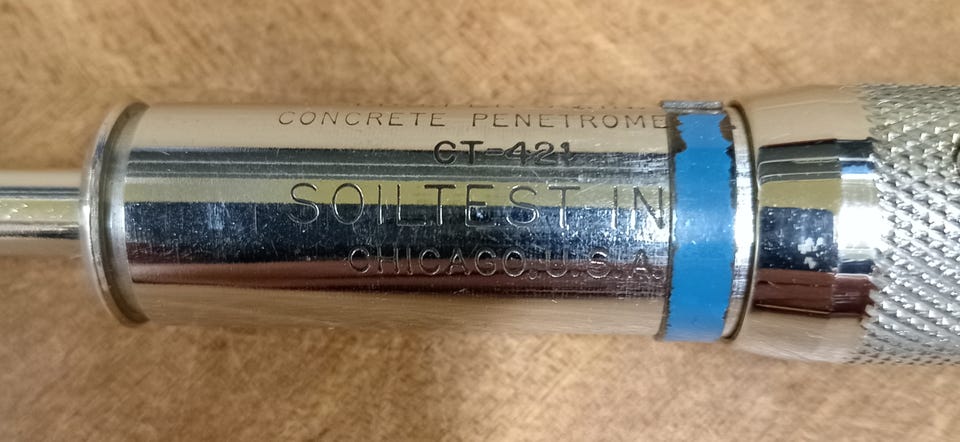 CONCRETE PENETROME
CT-421
SOILTEST IN
CHICAGO, U.S.A.